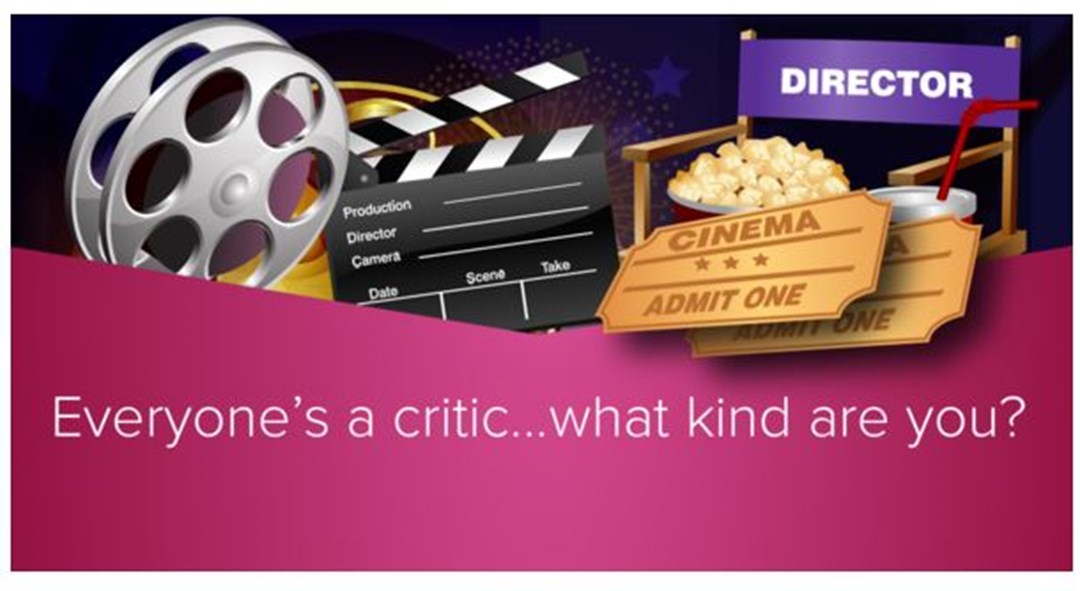 DIRECTOR
Production
Director
Camera
Date Scene Take
CINEMA
ADMIT ONE
A
ADMIT ONE
Everyone's a critic...what kind are you?